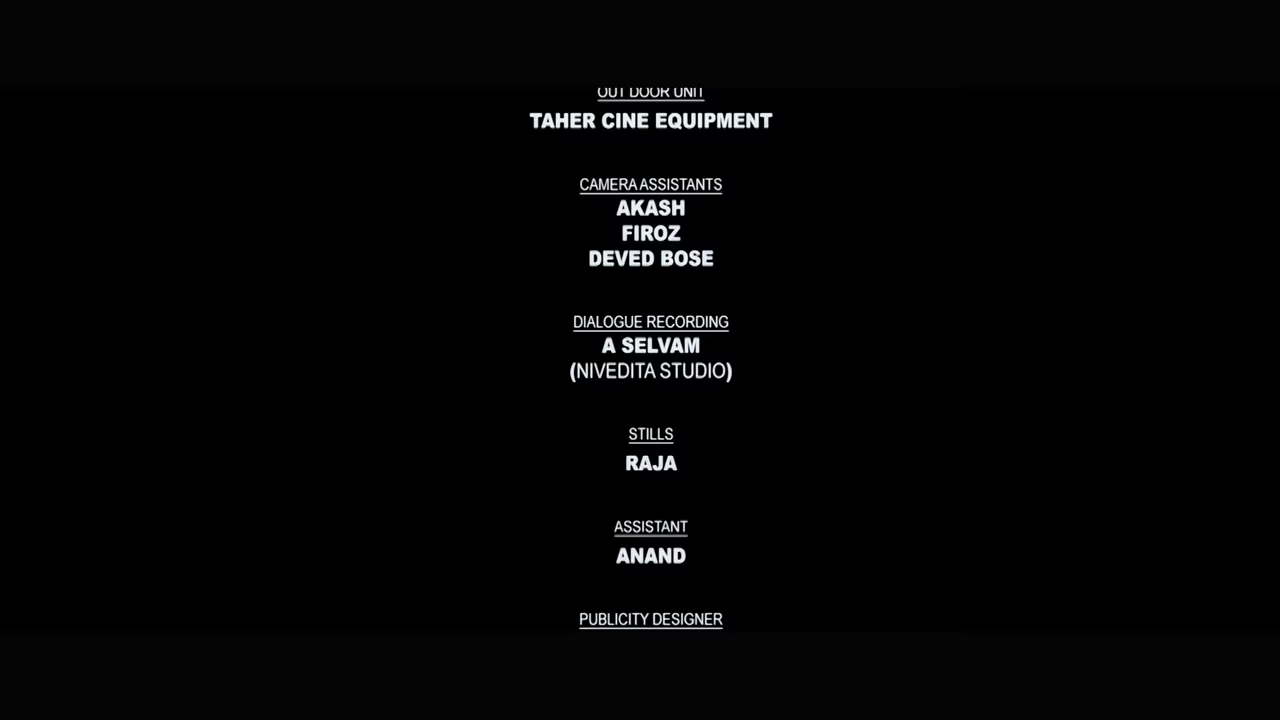 OUT DOOR UNIT
TAHER CINE EQUIPMENT
CAMERA ASSISTANTS
AKASH
FIROZ
DEVED BOSE
DIALOGUE RECORDING
A SELVAM
(NIVEDITA STUDIO)
STILLS
RAJA
ASSISTANT
ANAND
PUBLICITY DESIGNER